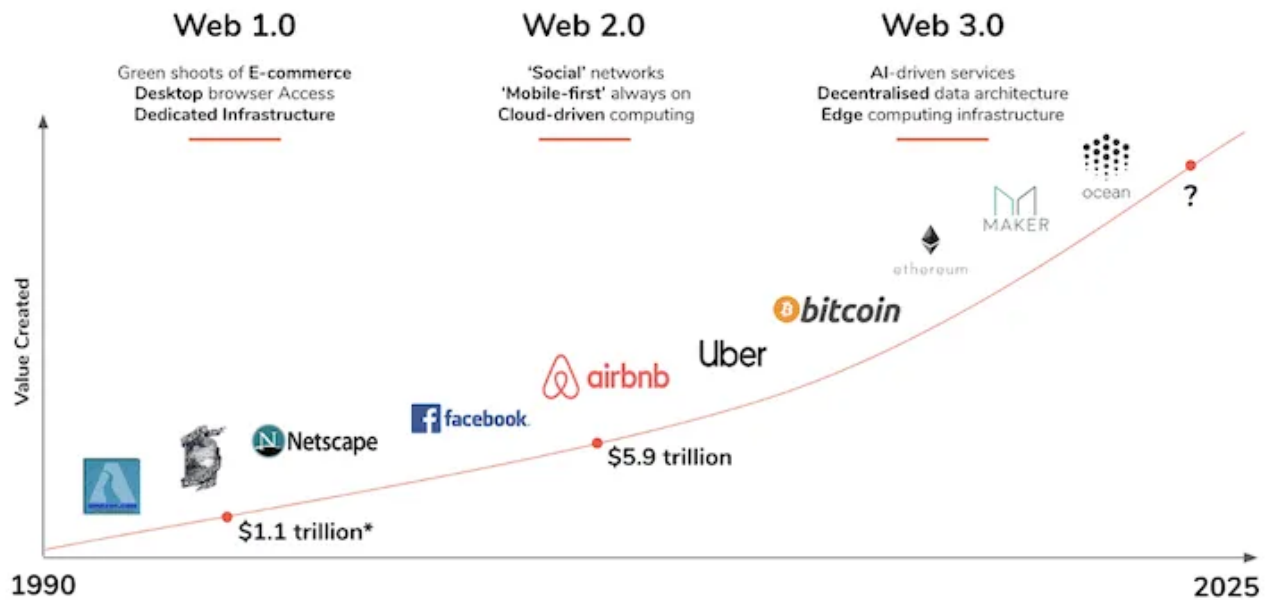 Web 1.0
Green shoots of E-commerce
Desktop browser Access
Dedicated Infrastructure
Web 2.0
'Social' networks
'Mobile-first' always on
Cloud-driven computing
Web 3.0
AI-driven services
Decentralised data architecture
Edge computing infrastructure
Value Created
amazon.com
Netscape
facebook.
airbnb
Uber
bitcoin
ethereum
MAKER
ocean
$1.1 trillion*
$5.9 trillion
?
1990
2025